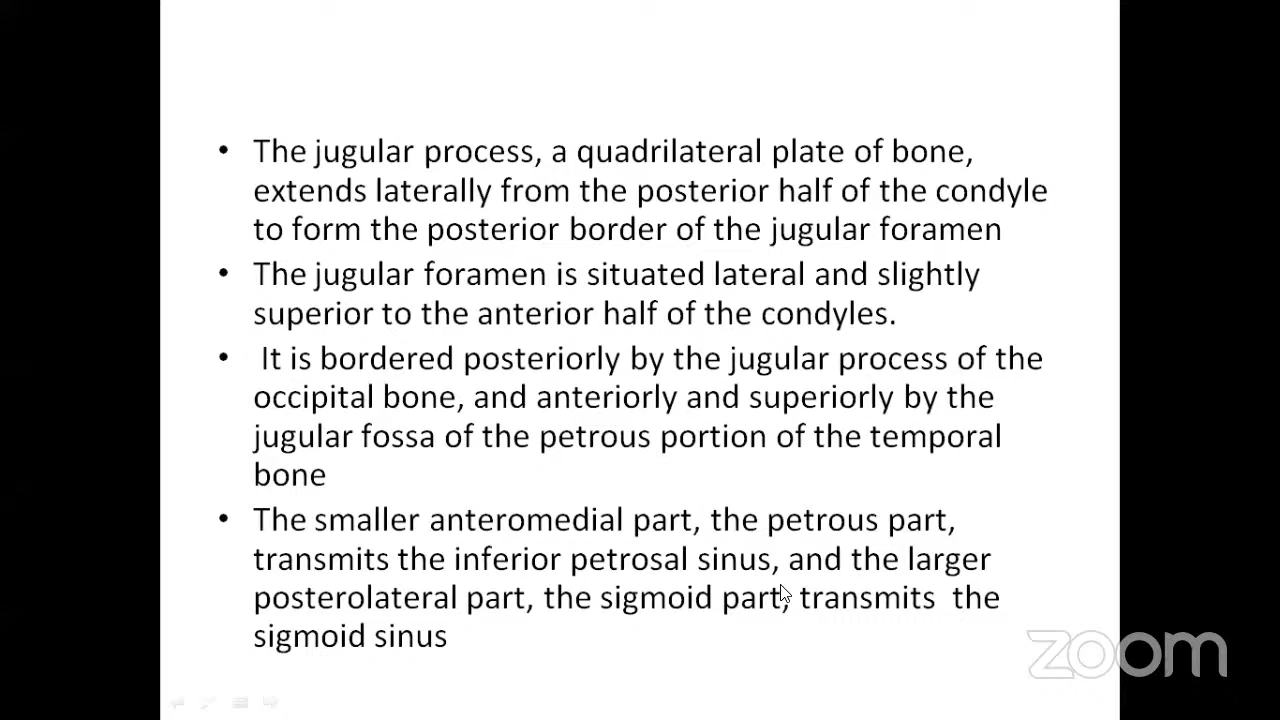 • The jugular process, a quadrilateral plate of bone,
extends laterally from the posterior half of the condyle
to form the posterior border of the jugular foramen
• The jugular foramen is situated lateral and slightly
superior to the anterior half of the condyles.
• It is bordered posteriorly by the jugular process of the
occipital bone, and anteriorly and superiorly by the
jugular fossa of the petrous portion of the temporal
bone
• The smaller anteromedial part, the petrous part,
transmits the inferior petrosal sinus, and the larger
posterolateral part, the sigmoid part, transmits the
sigmoid sinus
zoom